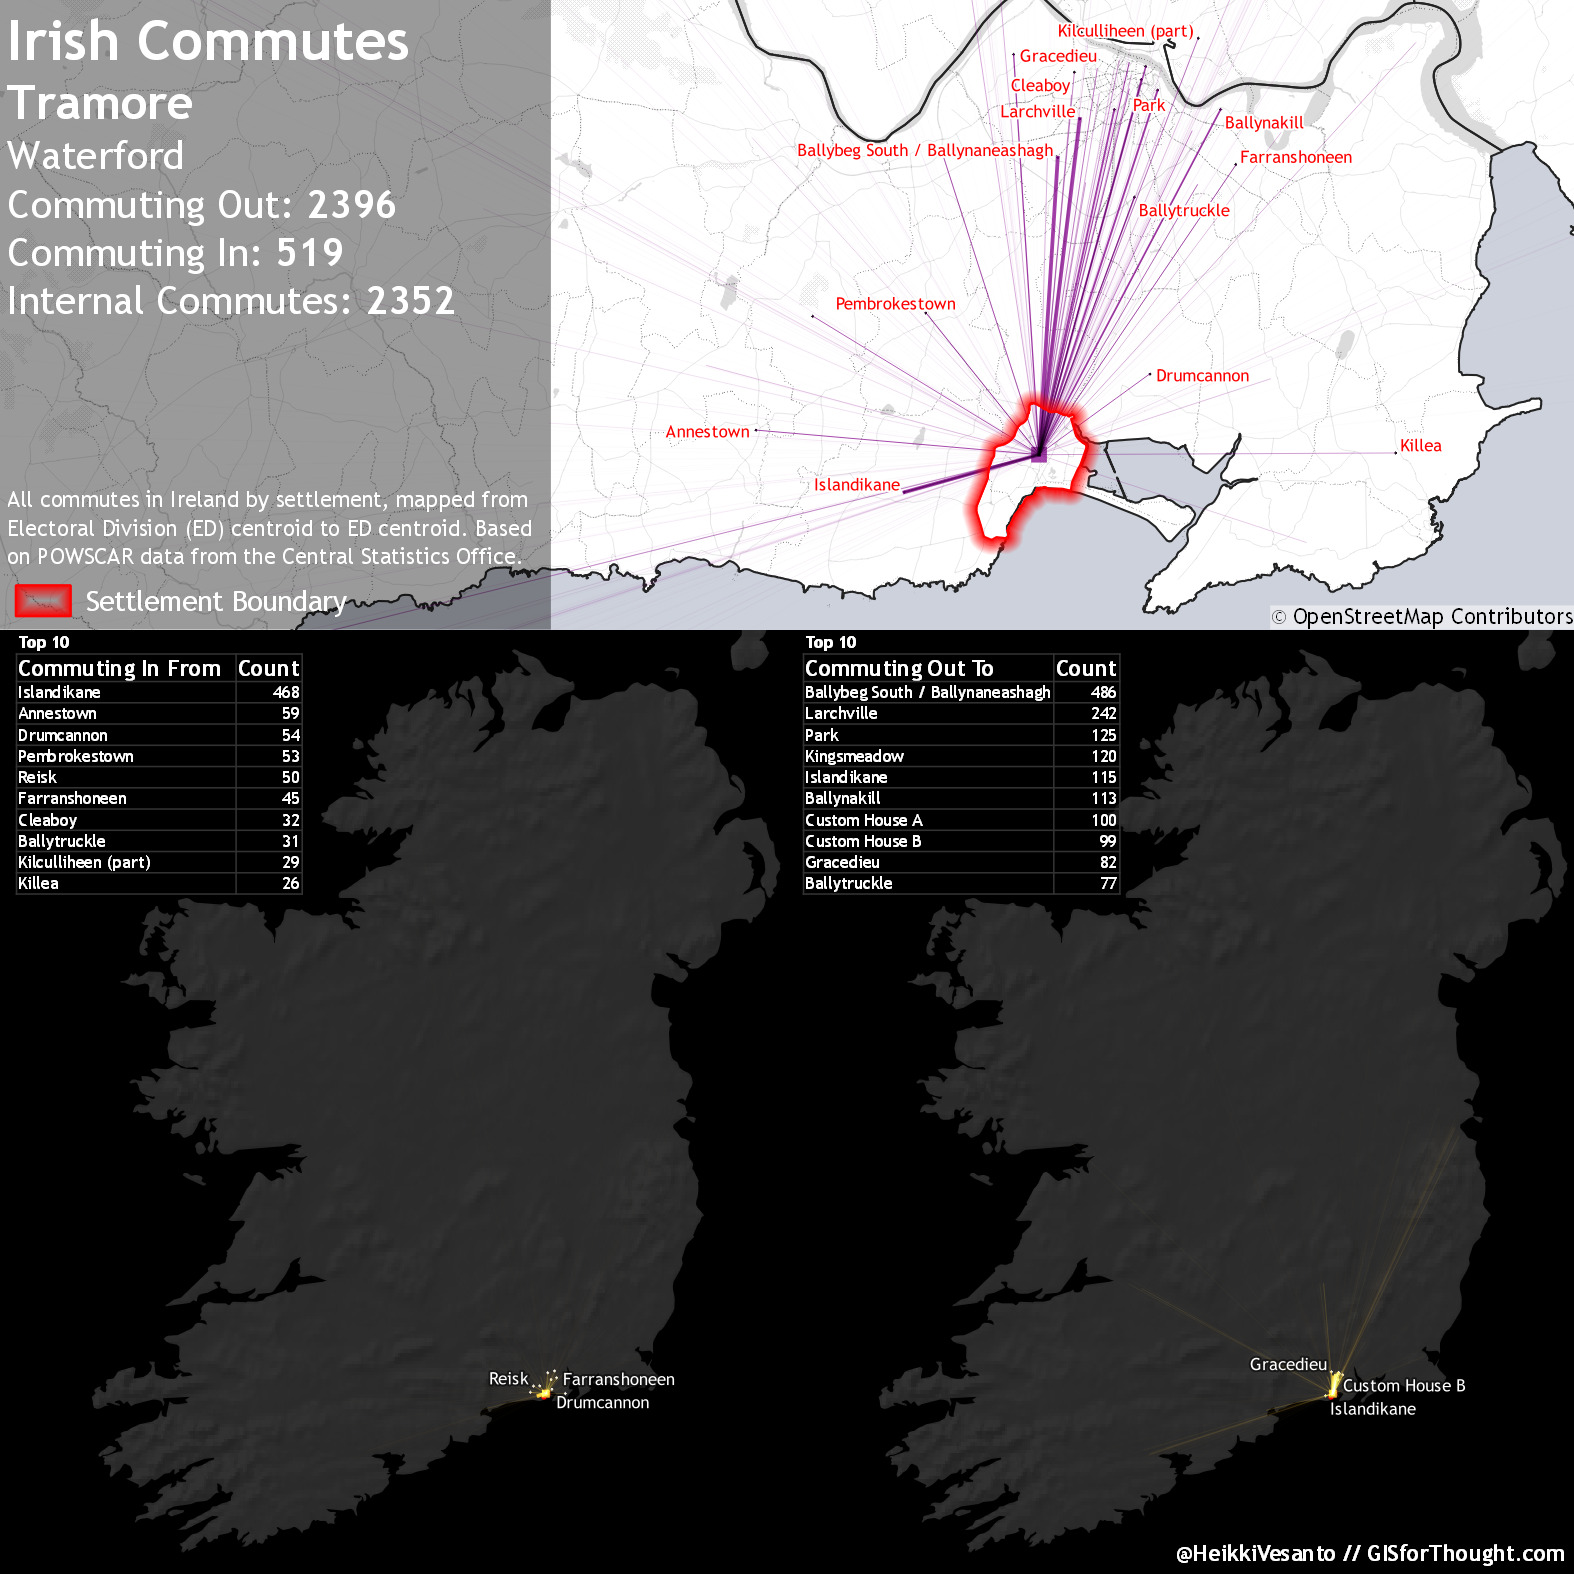 Irish Commutes
Tramore
Waterford
Commuting Out: 2396
Commuting In: 519
Internal Commutes: 2352
All commutes in Ireland by settlement, mapped from
Electoral Division (ED) centroid to ED centroid. Based
on POWSCAR data from the Central Statistics Office.
Settlement Boundary
Kilculliheen (part)
Gracedieu
Cleaboy
Larchville
Park
Ballynakill
Ballybeg South / Ballynaneashagh
Farranshoneen
Ballytruckle
Pembrokestown
Drumcannon
Annestown
Killea
Islandikane
© OpenStreetMap Contributors
Top 10
Commuting In From Count
Islandikane 468
Annestown 59
Drumcannon 54
Pembrokestown 53
Reisk 50
Farranshoneen 45
Cleaboy 32
Ballytruckle 31
Kilculliheen (part) 29
Killea 26
Top 10
Commuting Out To Count
Ballybeg South / Ballynaneashagh 486
Larchville 242
Park 125
Kingsmeadow 120
Islandikane 115
Ballynakill 113
Custom House A 100
Custom House B 99
Gracedieu 82
Ballytruckle 77
Reisk
Farranshoneen
Drumcannon
Gracedieu
Custom House B
Islandikane
@HeikkiVesanto // GISforThought.com